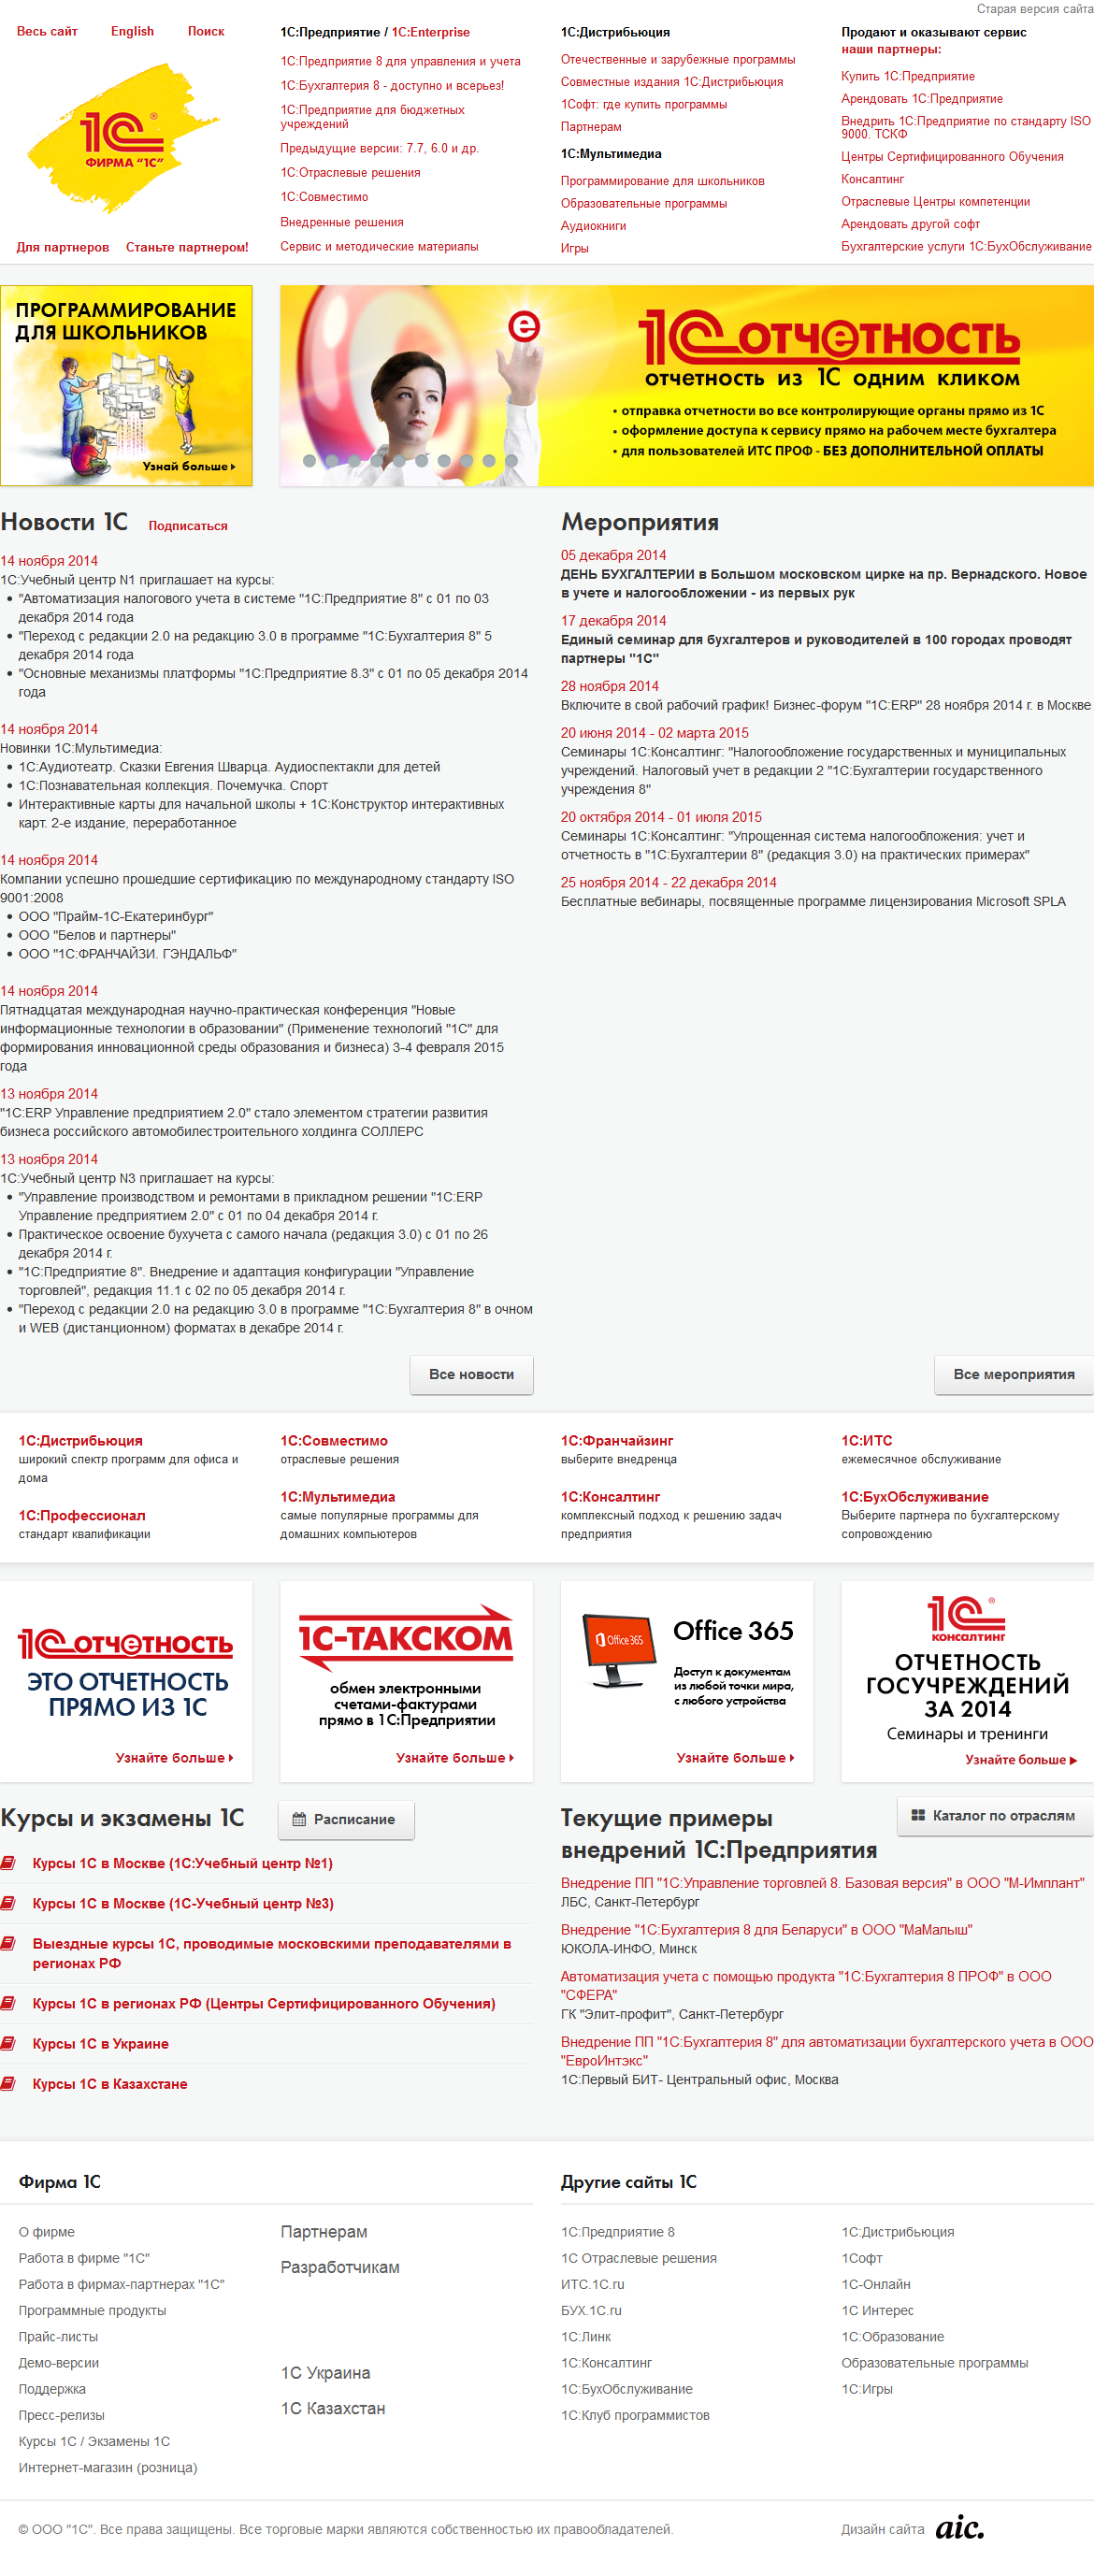 Старая версия сайта
Весь сайт
English
Поиск
1С®
ФИРМА "1С"
Для партнеров
Станьте партнером!
1С:Предприятие / 1C:Enterprise
1С:Предприятие 8 для управления и учета
1С:Бухгалтерия 8 - доступно и всерьез!
1С:Предприятие для бюджетных
учреждений
Предыдущие версии: 7.7, 6.0 и др.
1С:Отраслевые решения
1С:Совместимо
Внедренные решения
Сервис и методические материалы
1С:Дистрибьюция
Отечественные и зарубежные программы
Совместные издания 1С:Дистрибьюция
1Софт: где купить программы
Партнерам
1С:Мультимедиа
Программирование для школьников
Образовательные программы
Аудиокниги
Игры
Продают и оказывают сервис
наши партнеры:
Купить 1С:Предприятие
Арендовать 1С:Предприятие
Внедрить 1С:Предприятие по стандарту ISO
9000. ТСКФ
Центры Сертифицированного Обучения
Консалтинг
Отраслевые Центры компетенции
Арендовать другой софт
Бухгалтерские услуги 1С:БухОбслуживание
ПРОГРАММИРОВАНИЕ
ДЛЯ ШКОЛЬНИКОВ
Узнай больше
е
1С ОТЧЕТНОСТЬ
отчетность из 1С одним кликом
• отправка отчетности во все контролирующие органы прямо из 1С
• оформление доступа к сервису прямо на рабочем месте бухгалтера
• для пользователей ИТС ПРОФ - БЕЗ ДОПОЛНИТЕЛЬНОЙ ОПЛАТЫ
Новости 1С
Подписаться
14 ноября 2014
1С:Учебный центр N1 приглашает на курсы:
• "Автоматизация налогового учета в системе "1С:Предприятие 8" с 01 по 03
декабря 2014 года
• "Переход с редакции 2.0 на редакцию 3.0 в программе "1С:Бухгалтерия 8" 5
декабря 2014 года
• "Основные механизмы платформы "1С:Предприятие 8.3" с 01 по 05 декабря 2014
года
14 ноября 2014
Новинки 1С:Мультимедиа:
• 1С:Аудиотеатр. Сказки Евгения Шварца. Аудиоспектакли для детей
• 1С:Познавательная коллекция. Почемучка. Спорт
• Интерактивные карты для начальной школы + 1С:Конструктор интерактивных
карт. 2-е издание, переработанное
14 ноября 2014
Компании успешно прошедшие сертификацию по международному стандарту ISO
9001:2008
• ООО "Прайм-1С-Екатеринбург"
• ООО "Белов и партнеры"
• ООО "1С:ФРАНЧАЙЗИ. ГЭНДАЛЬФ"
14 ноября 2014
Пятнадцатая международная научно-практическая конференция "Новые
информационные технологии в образовании" (Применение технологий "1С" для
формирования инновационной среды образования и бизнеса) 3-4 февраля 2015
года
13 ноября 2014
"1С:ERP Управление предприятием 2.0" стало элементом стратегии развития
бизнеса российского автомобилестроительного холдинга СОЛЛЕРС
13 ноября 2014
1С:Учебный центр N3 приглашает на курсы:
• "Управление производством и ремонтами в прикладном решении "1С:ERP
Управление предприятием 2.0" с 01 по 04 декабря 2014 г.
• Практическое освоение бухучета с самого начала (редакция 3.0) с 01 по 26
декабря 2014 г.
• "1С:Предприятие 8". Внедрение и адаптация конфигурации "Управление
торговлей", редакция 11.1 с 02 по 05 декабря 2014 г.
• "Переход с редакции 2.0 на редакцию 3.0 в программе "1С:Бухгалтерия 8" в очном
и WEB (дистанционном) форматах в декабре 2014 г.
Все новости
Мероприятия
05 декабря 2014
ДЕНЬ БУХГАЛТЕРИИ в Большом московском цирке на пр. Вернадского. Новое
в учете и налогообложении - из первых рук
17 декабря 2014
Единый семинар для бухгалтеров и руководителей в 100 городах проводят
партнеры "1С"
28 ноября 2014
Включите в свой рабочий график! Бизнес-форум "1С:ERP" 28 ноября 2014 г. в Москве
20 июня 2014 - 02 марта 2015
Семинары 1С:Консалтинг: "Налогообложение государственных и муниципальных
учреждений. Налоговый учет в редакции 2 "1С:Бухгалтерии государственного
учреждения 8"
20 октября 2014 - 01 июля 2015
Семинары 1С:Консалтинг: "Упрощенная система налогообложения: учет и
отчетность в "1С:Бухгалтерии 8" (редакция 3.0) на практических примерах"
25 ноября 2014 - 22 декабря 2014
Бесплатные вебинары, посвященные программе лицензирования Microsoft SPLA
Все мероприятия
1С:Дистрибьюция
широкий спектр программ для офиса и
дома
1С:Профессионал
стандарт квалификации
1С:Совместимо
отраслевые решения
1С:Мультимедиа
самые популярные программы для
домашних компьютеров
1С:Франчайзинг
выберите внедренца
1С:Консалтинг
комплексный подход к решению задач
предприятия
1С:ИТС
ежемесячное обслуживание
1С:БухОбслуживание
Выберите партнера по бухгалтерскому
сопровождению
1С ОТЧЕТНОСТЬ
ЭТО ОТЧЕТНОСТЬ
ПРЯМО ИЗ 1С
Узнайте больше
1С-ТАКСКОМ
обмен электронными
счетами-фактурами
прямо в 1С:Предприятии
Узнайте больше
Office 365
Office 365
Доступ к документам
из любой точки мира,
с любого устройства
Узнайте больше
1С®
КОНСАЛТИНГ
ОТЧЕТНОСТЬ
ГОСУЧРЕЖДЕНИЙ
ЗА 2014
Семинары и тренинги
Узнайте больше
Курсы и экзамены 1С
Расписание
Курсы 1С в Москве (1С:Учебный центр №1)
Курсы 1С в Москве (1С-Учебный центр №3)
Выездные курсы 1С, проводимые московскими преподавателями в
регионах РФ
Курсы 1С в регионах РФ (Центры Сертифицированного Обучения)
Курсы 1С в Украине
Курсы 1С в Казахстане
Текущие примеры
внедрений 1С:Предприятия
Каталог по отраслям
Внедрение ПП "1С:Управление торговлей 8. Базовая версия" в ООО "М-Имплант"
ЛБС, Санкт-Петербург
Внедрение "1С:Бухгалтерия 8 для Беларуси" в ООО "МаМалыш"
ЮКОЛА-ИНФО, Минск
Автоматизация учета с помощью продукта "1С:Бухгалтерия 8 ПРОФ" в ООО
"СФЕРА"
ГК "Элит-профит", Санкт-Петербург
Внедрение ПП "1С:Бухгалтерия 8" для автоматизации бухгалтерского учета в ООО
"ЕвроИнтэкс"
1С:Первый БИТ- Центральный офис, Москва
Фирма 1С
О фирме
Работа в фирме "1С"
Работа в фирмах-партнерах "1С"
Программные продукты
Прайс-листы
Демо-версии
Поддержка
Пресс-релизы
Курсы 1С / Экзамены 1С
Интернет-магазин (розница)
Партнерам
Разработчикам
1С Украина
1С Казахстан
Другие сайты 1С
1С:Предприятие 8
1С Отраслевые решения
ИТС.1С.ru
БУХ.1С.ru
1С:Линк
1С:Консалтинг
1С:БухОбслуживание
1С:Клуб программистов
1С:Дистрибьюция
1Софт
1С-Онлайн
1С Интерес
1С:Образование
Образовательные программы
1С:Игры
© ООО "1С". Все права защищены. Все торговые марки являются собственностью их правообладателей.
Дизайн сайта aic.